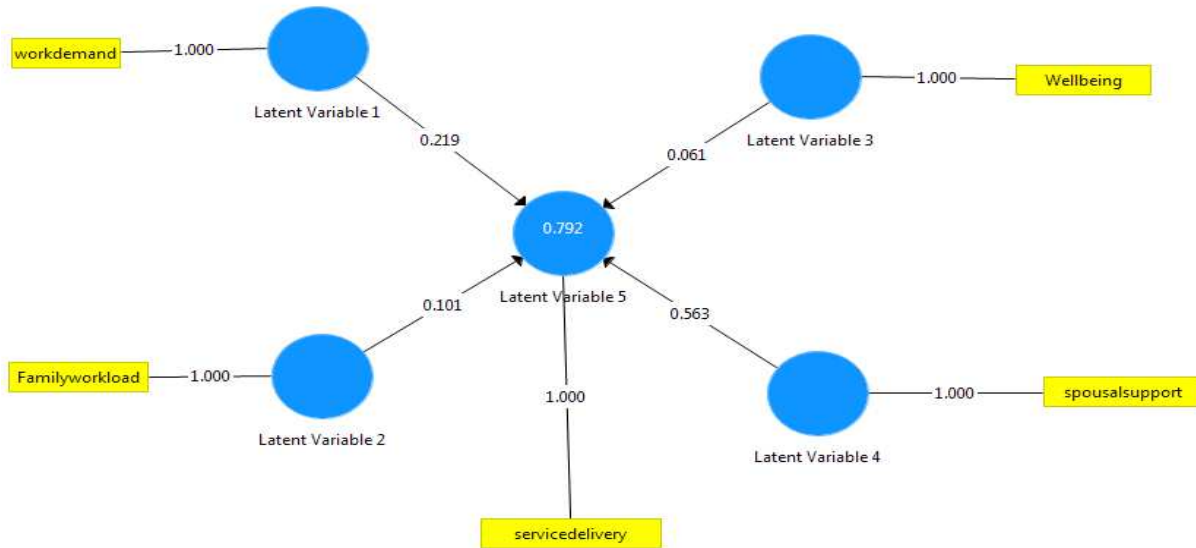 workdemand
1.000
Latent Variable 1
0.219
Wellbeing
1.000
Latent Variable 3
0.061
0.792
Latent Variable 5
Familyworkload
1.000
Latent Variable 2
0.101
spousalsupport
1.000
Latent Variable 4
0.563
1.000
servicedelivery